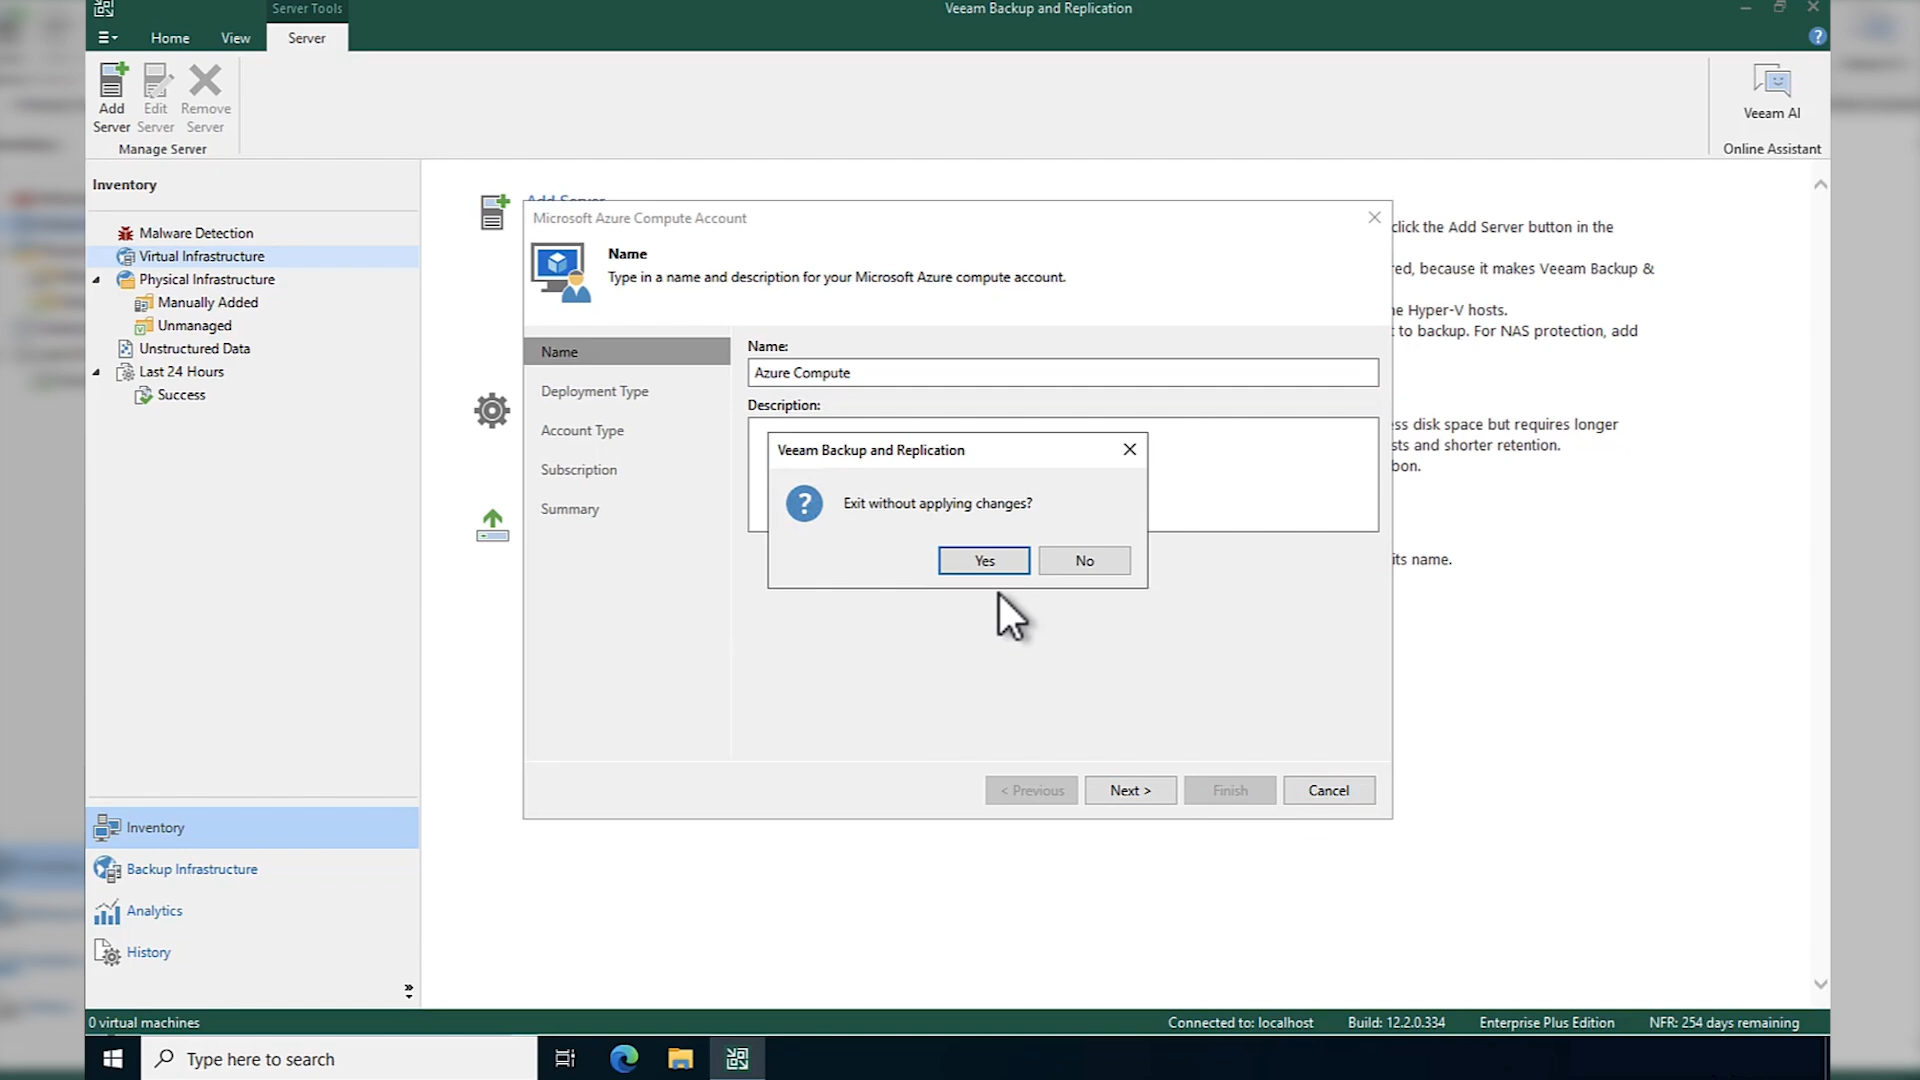 Server Tools
Veeam Backup and Replication
Home
View
Server
?
Add Server
Edit Server
Remove Server
Manage Server
Veeam AI
Online Assistant
Inventory
Malware Detection
Virtual Infrastructure
Physical Infrastructure
Manually Added
Unmanaged
Unstructured Data
Last 24 Hours
Success
Add Server
click the Add Server button in the
red, because it makes Veeam Backup &
he Hyper-V hosts.
t to backup. For NAS protection, add
ss disk space but requires longer
sts and shorter retention.
bon.
its name.
Microsoft Azure Compute Account
Name
Type in a name and description for your Microsoft Azure compute account.
Name
Deployment Type
Account Type
Subscription
Summary
Name:
Azure Compute
Description:
Veeam Backup and Replication
?
Exit without applying changes?
Yes
No
< Previous
Next >
Finish
Cancel
Inventory
Backup Infrastructure
Analytics
History
0 virtual machines
Connected to: localhost
Build: 12.2.0.334
Enterprise Plus Edition
NFR: 254 days remaining
Type here to search